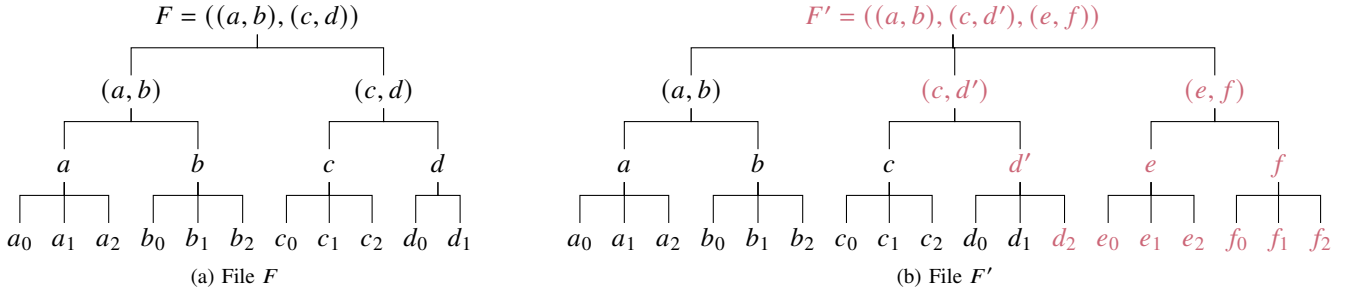 F = ((a, b), (c, d))
F′ = ((a, b), (c, d′), (e, f))
(a, b) (c, d) (a, b) (c, d′) (e, f)
a b c d a b c d′ e f
a₀ a₁ a₂ b₀ b₁ b₂ c₀ c₁ c₂ d₀ d₁ a₀ a₁ a₂ b₀ b₁ b₂ c₀ c₁ c₂ d₀ d₁ d₂ e₀ e₁ e₂ f₀ f₁ f₂
(a) File F
(b) File F′